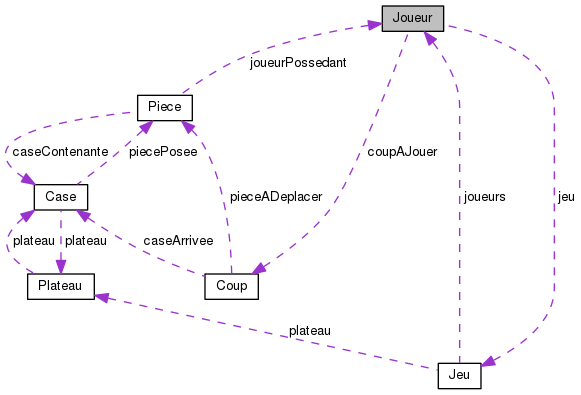 Joueur
joueurPossedant
Piece
caseContenante
piecePosee
coupAJouer
Case
pieceADeplacer
joueurs
jeu
plateau
plateau
caseArrivee
Plateau
Coup
plateau
Jeu